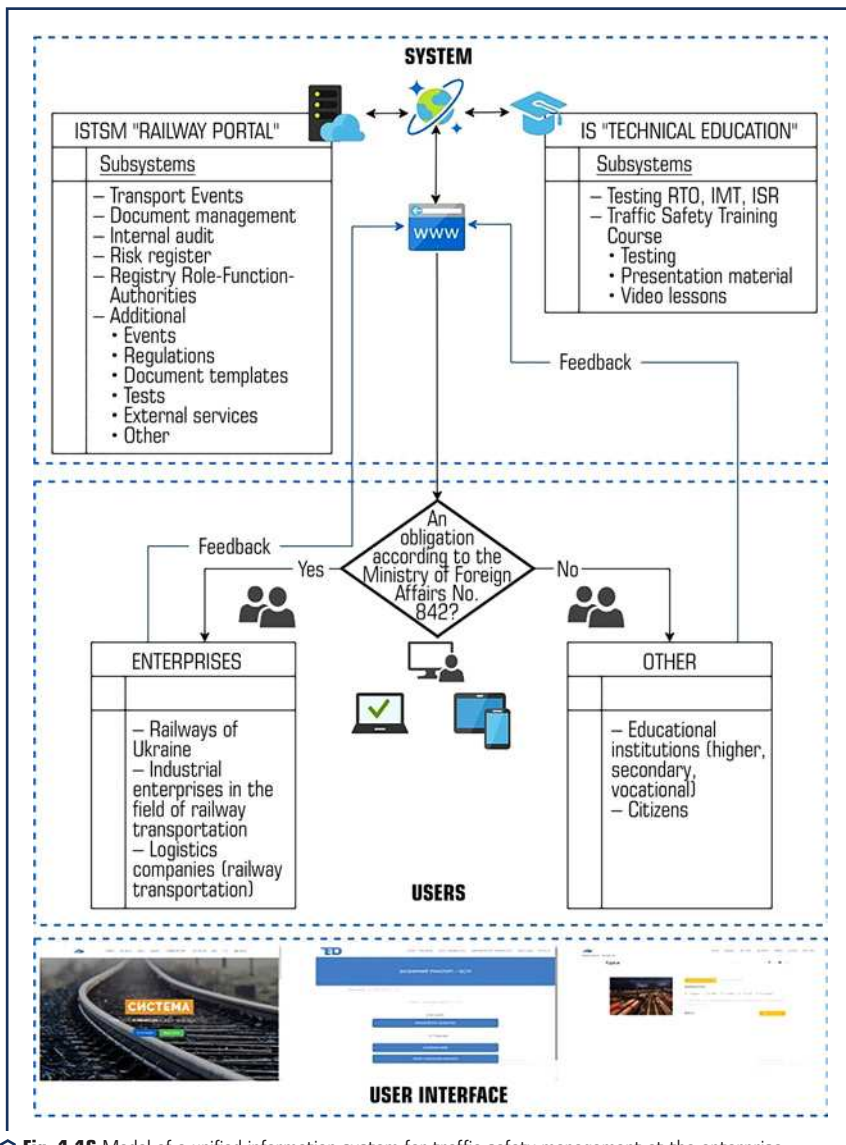 SYSTEM
ISTSM "RAILWAY PORTAL"
Subsystems
– Transport Events
– Document management
– Internal audit
– Risk register
– Registry Role-Function-
Authorities
– Additional
• Events
• Regulations
• Document templates
• Tests
• External services
• Other
www
IS "TECHNICAL EDUCATION"
Subsystems
– Testing RTO, IMT, ISR
– Traffic Safety Training
Course
• Testing
• Presentation material
• Video lessons
Feedback
Feedback
An
obligation
according to the
Ministry of Foreign
Affairs No.
842?
Yes
No
ENTERPRISES
– Railways of
Ukraine
– Industrial
enterprises in the
field of railway
transportation
– Logistics
companies (railway
transportation)
OTHER
– Educational
institutions (higher,
secondary,
vocational)
– Citizens
USERS
СИСТЕМА
USER INTERFACE
Fig. 4.46 Model of a unified information system for traffic safety management at the enterprise